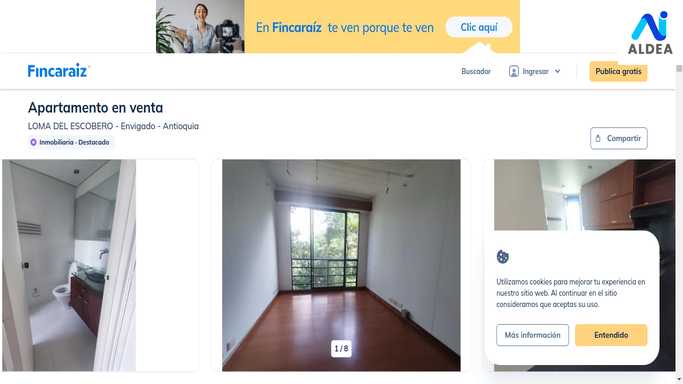 En Fincaraíz te ven porque te ven
Clic aquí
ALDEA
Fincaraiz
Buscador
Ingresar
Publica gratis
Apartamento en venta
LOMA DEL ESCOBERO - Envigado - Antioquia
Inmobiliaria - Destacado
Compartir
1 / 8
Utilizamos cookies para mejorar tu experiencia en
nuestro sitio web. Al continuar en el sitio
consideramos que aceptas su uso.
Más información
Entendido